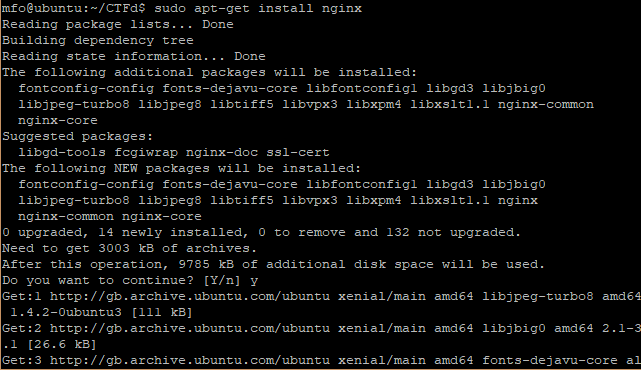 mfo@ubuntu:~/CTFd$ sudo apt-get install nginx
Reading package lists... Done
Building dependency tree
Reading state information... Done
The following additional packages will be installed:
  fontconfig-config fonts-dejavu-core libfontconfig1 libgd3 libjbig0
  libjpeg-turbo8 libjpeg8 libtiff5 libvpx3 libxpm4 libxslt1.1 nginx-common
  nginx-core
Suggested packages:
  libgd-tools fcgiwrap nginx-doc ssl-cert
The following NEW packages will be installed:
  fontconfig-config fonts-dejavu-core libfontconfig1 libgd3 libjbig0
  libjpeg-turbo8 libjpeg8 libtiff5 libvpx3 libxpm4 libxslt1.1 nginx
  nginx-common nginx-core
0 upgraded, 14 newly installed, 0 to remove and 132 not upgraded.
Need to get 3003 kB of archives.
After this operation, 9785 kB of additional disk space will be used.
Do you want to continue? [Y/n] y
Get:1 http://gb.archive.ubuntu.com/ubuntu xenial/main amd64 libjpeg-turbo8 amd64
 1.4.2-0ubuntu3 [111 kB]
Get:2 http://gb.archive.ubuntu.com/ubuntu xenial/main amd64 libjbig0 amd64 2.1-3
.1 [26.6 kB]
Get:3 http://gb.archive.ubuntu.com/ubuntu xenial/main amd64 fonts-dejavu-core al